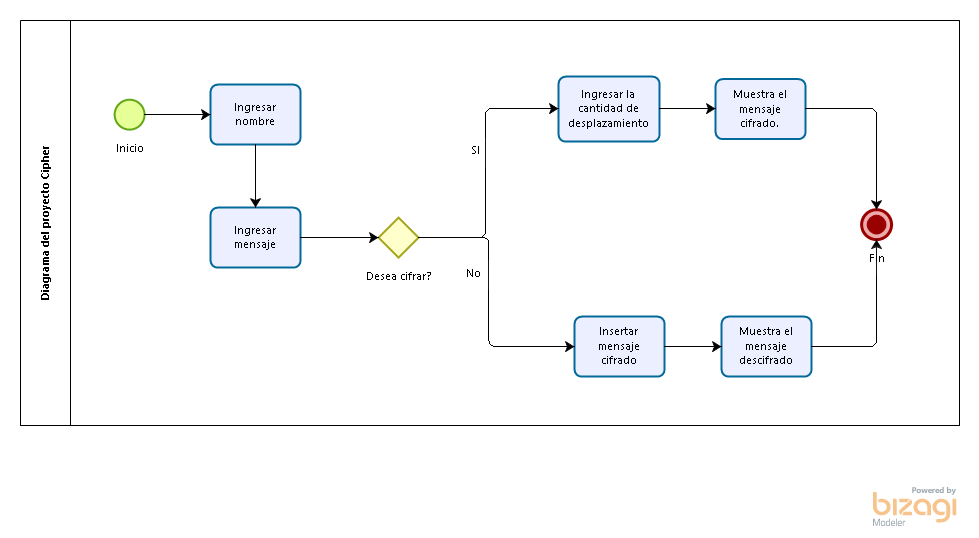 Diagrama del proyecto Cipher
Inicio
Ingresar
nombre
Ingresar
mensaje
Desea cifrar?
SI
Ingresar la
cantidad de
desplazamiento
Muestra el
mensaje
cifrado.
No
Insertar
mensaje
cifrado
Muestra el
mensaje
descifrado
Fin
Powered by
bizagi
Modeler